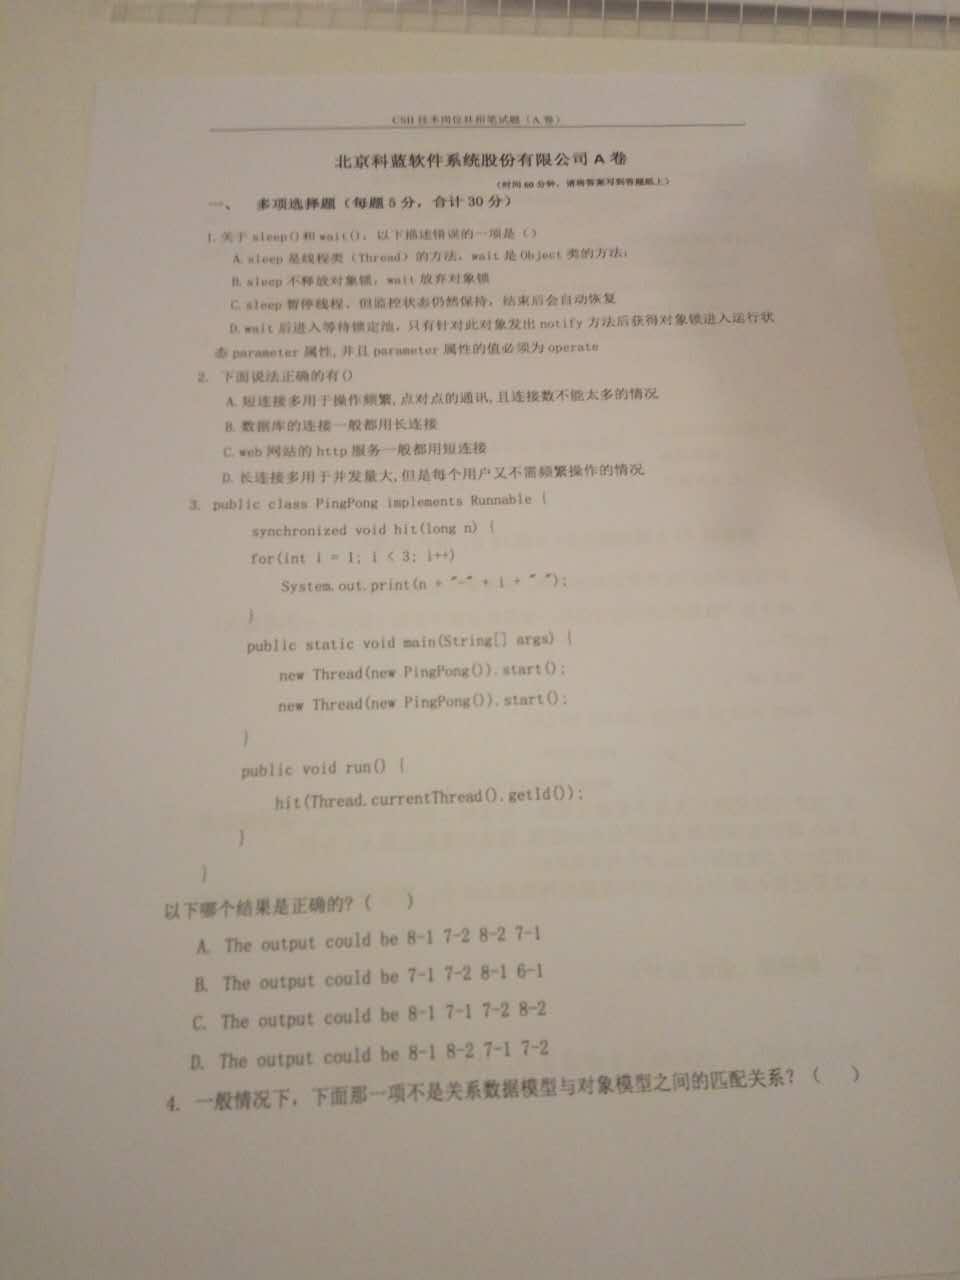 CSII 技术岗位社招笔试题（A 卷）
北京科蓝软件系统股份有限公司 A 卷
（时间 60 分钟，请将答案写到答题纸上）
一、 多项选择题（每题 5 分，合计 30 分）
1. 关于 sleep()和 wait()，以下描述错误的一项是（）
A. sleep 是线程类（Thread）的方法，wait 是 Object 类的方法；
B. sleep 不释放对象锁，wait 放弃对象锁
C. sleep 暂停线程、但监控状态仍然保持，结束后会自动恢复
D. wait 后进入等待锁定池，只有针对此对象发出 notify 方法后获得对象锁进入运行状
态 parameter 属性, 并且 parameter 属性的值必须为 operate
2. 下面说法正确的有()
A. 短连接多用于操作频繁, 点对点的通讯, 且连接数不能太多的情况
B. 数据库的连接一般都用长连接
C. web 网站的 http 服务一般都用短连接
D. 长连接多用于并发量大, 但是每个用户又不需频繁操作的情况
3. public class PingPong implements Runnable {
synchronized void hit(long n) {
for(int i = 1; i < 3; i++)
System.out.print(n + "-" + i + " ");
}
public static void main(String[] args) {
new Thread(new PingPong()).start();
new Thread(new PingPong()).start();
}
public void run() {
hit(Thread.currentThread().getId());
}
}
以下哪个结果是正确的?（ ）
A. The output could be 8-1 7-2 8-2 7-1
B. The output could be 7-1 7-2 8-1 6-1
C. The output could be 8-1 7-1 7-2 8-2
D. The output could be 8-1 8-2 7-1 7-2
4. 一般情况下，下面那一项不是关系数据模型与对象模型之间的匹配关系?（ ）